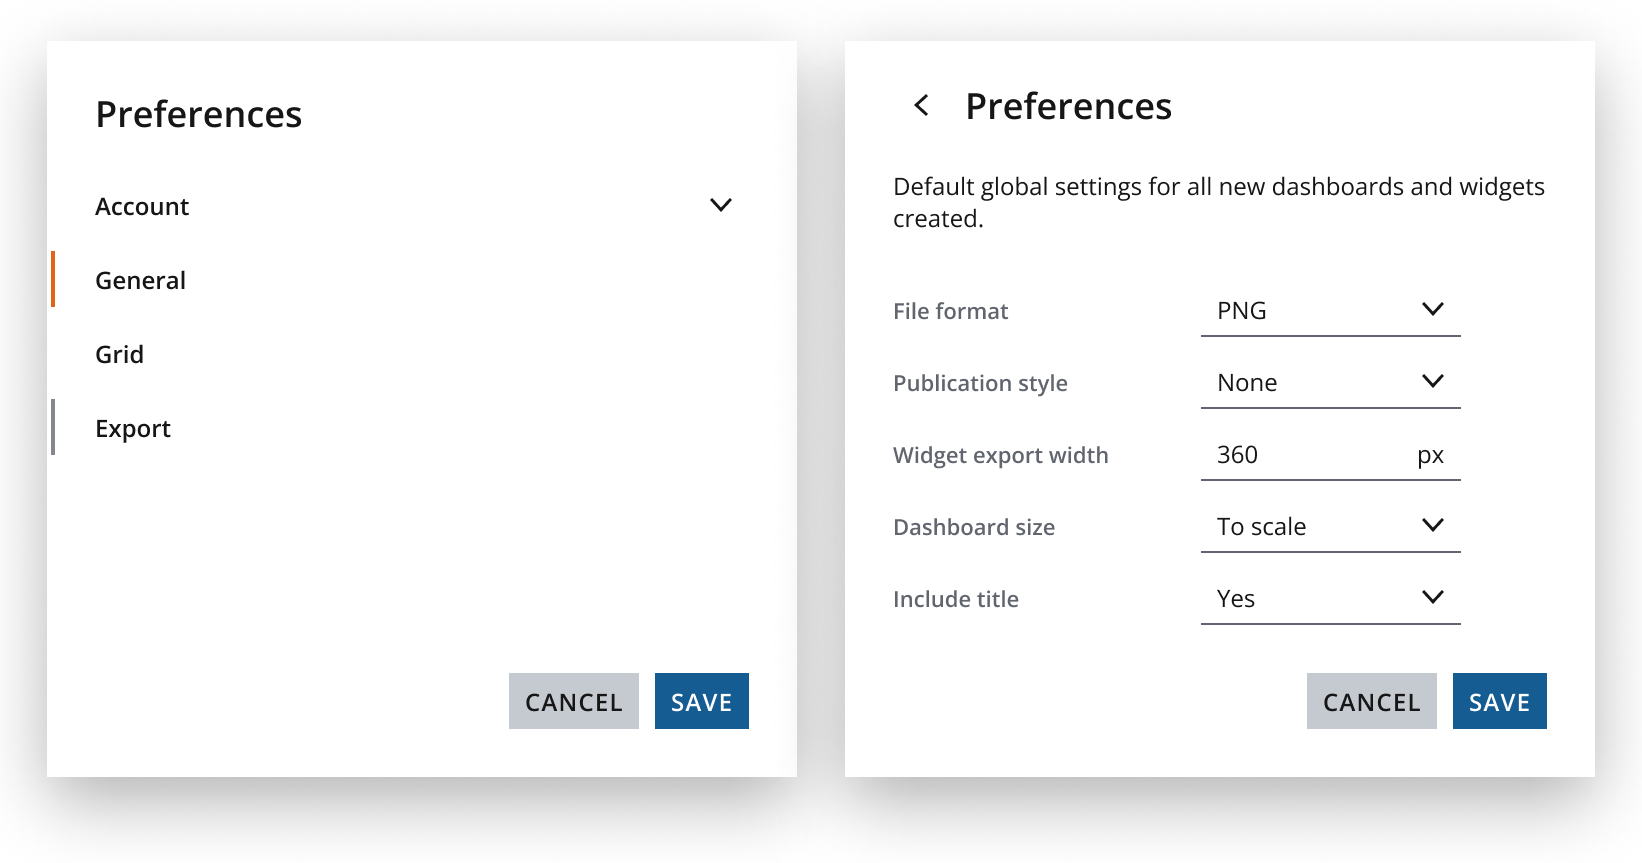 Preferences
Account
General
Grid
Export
CANCEL
SAVE
Preferences
Default global settings for all new dashboards and widgets
created.
File format
PNG
Publication style
None
Widget export width
360
px
Dashboard size
To scale
Include title
Yes
CANCEL
SAVE